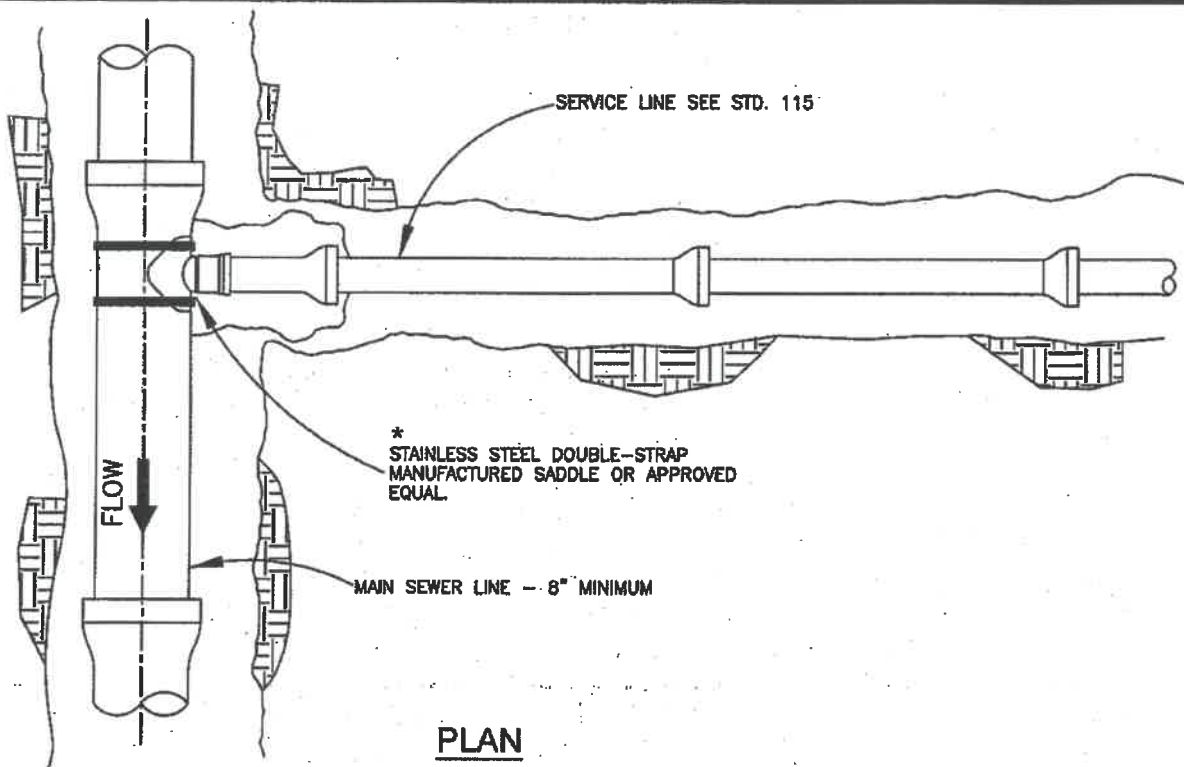 SERVICE LINE SEE STD. 115
*
STAINLESS STEEL DOUBLE-STRAP
MANUFACTURED SADDLE OR APPROVED
EQUAL.
FLOW
MAIN SEWER LINE - 8" MINIMUM
PLAN